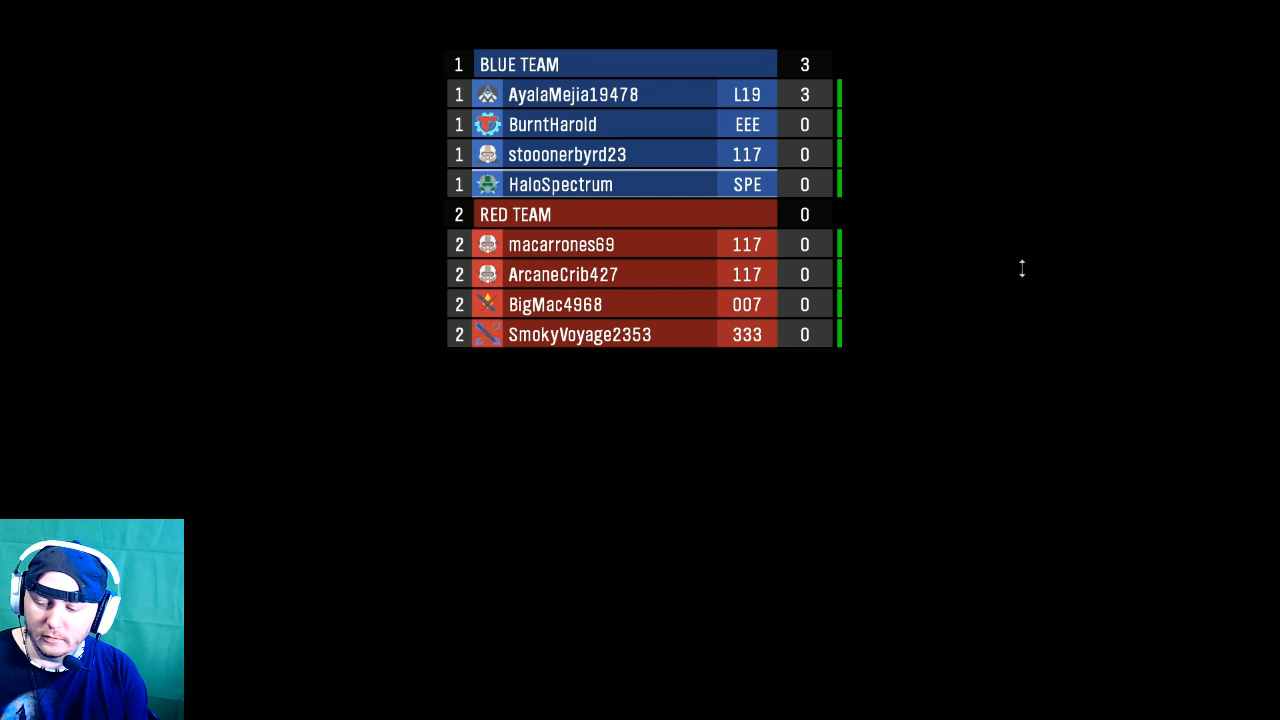 1 BLUE TEAM 3
1 AyalaMejia19478 L19 3
1 BurntHarold EEE 0
1 stooonerbyrd23 117 0
1 HaloSpectrum SPE 0
2 RED TEAM 0
2 macarrones69 117 0
2 ArcaneCrib427 117 0
2 BigMac4968 007 0
2 SmokyVoyage2353 333 0